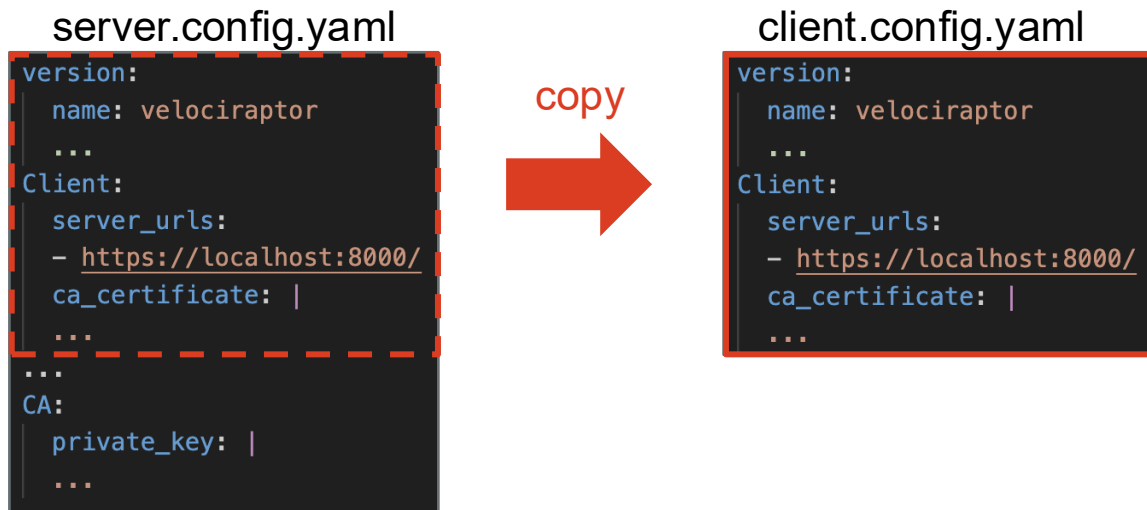 server.config.yaml
version:
name: velociraptor
...
Client:
server_urls:
- https://localhost:8000/
ca_certificate: |
...
...
CA:
private_key: |
...
copy
client.config.yaml
version:
name: velociraptor
...
Client:
server_urls:
- https://localhost:8000/
ca_certificate: |
...